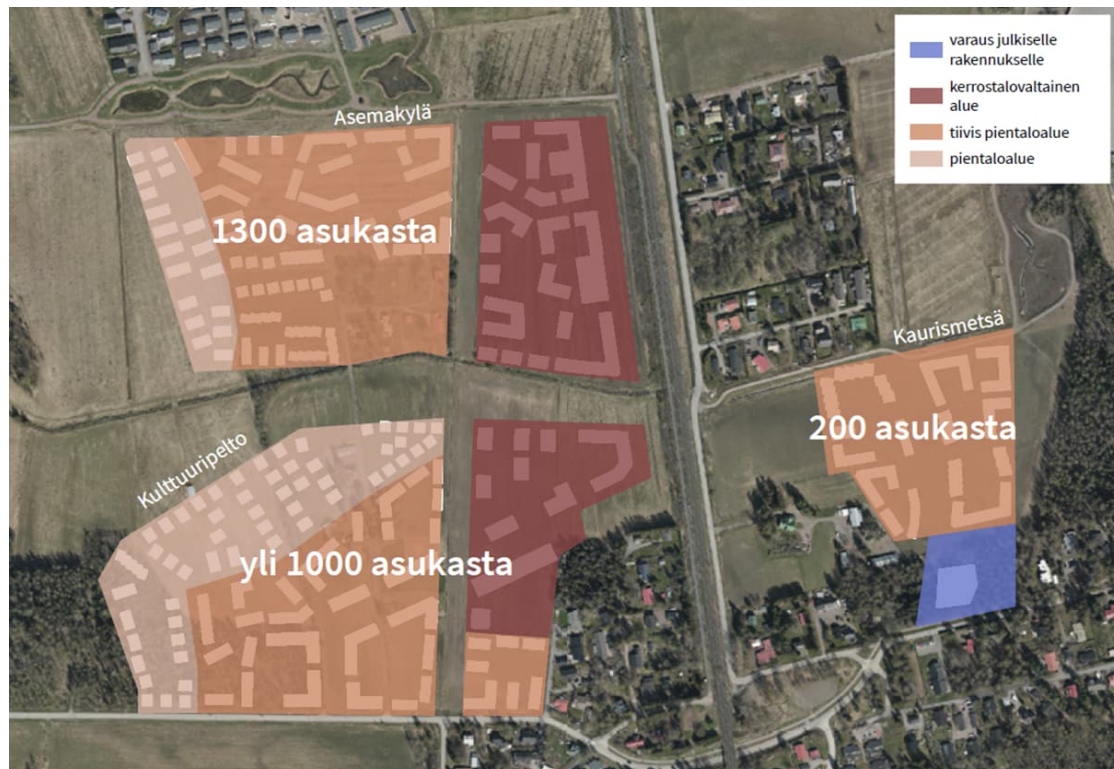 varaus julkiselle
rakennukselle
kerrostalovaltainen
alue
tiivis pientaloalue
pientaloalue
Asemakylä
1300 asukasta
Kaurismetsä
200 asukasta
Kulttuuripelto
yli 1000 asukasta